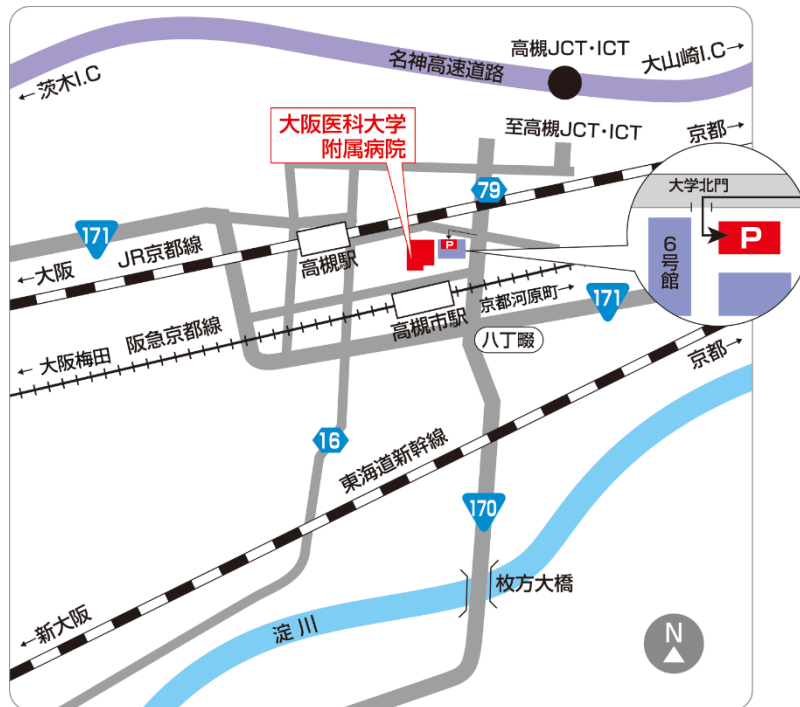 高槻JCT・ICT
名神高速道路
大山崎I.C→
←茨木I.C
大阪医科大学
附属病院
至高槻JCT・ICT
京都→
79
大学北門
171
P
6号館
P
JR京都線
←大阪
高槻駅
京都河原町→
171
高槻市駅
阪急京都線
←大阪梅田
八丁畷
京都→
16
東海道新幹線
170
枚方大橋
←新大阪
淀川
N